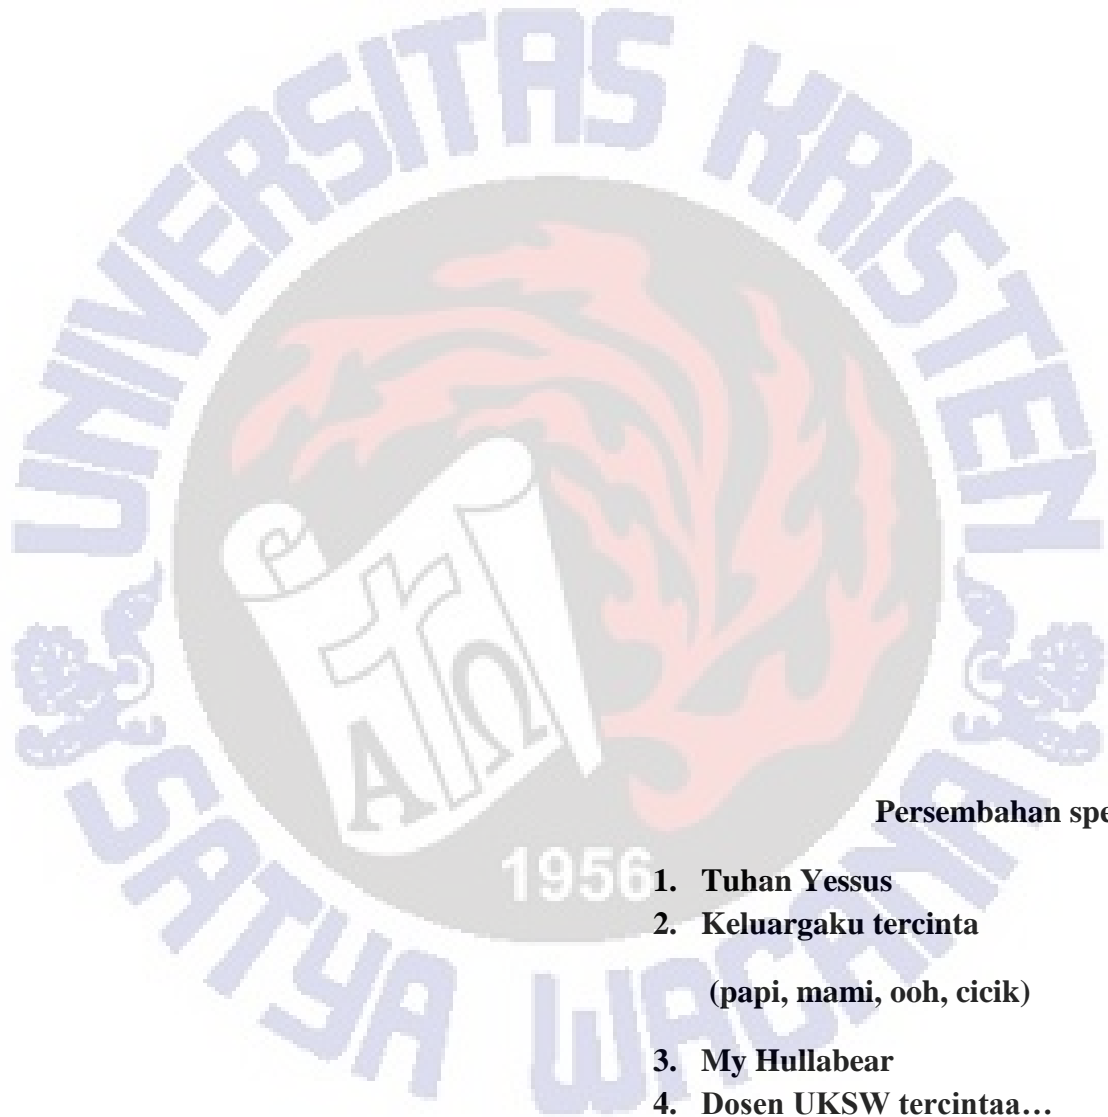 UNIVERSITAS KRISTEN
SATYA WACANA
Α Ω
1956
Persembahan
1. Tuhan Yessus
2. Keluargaku tercinta
(papi, mami, ooh, cicik)
3. My Hullabear
4. Dosen UKSW tercintaa…